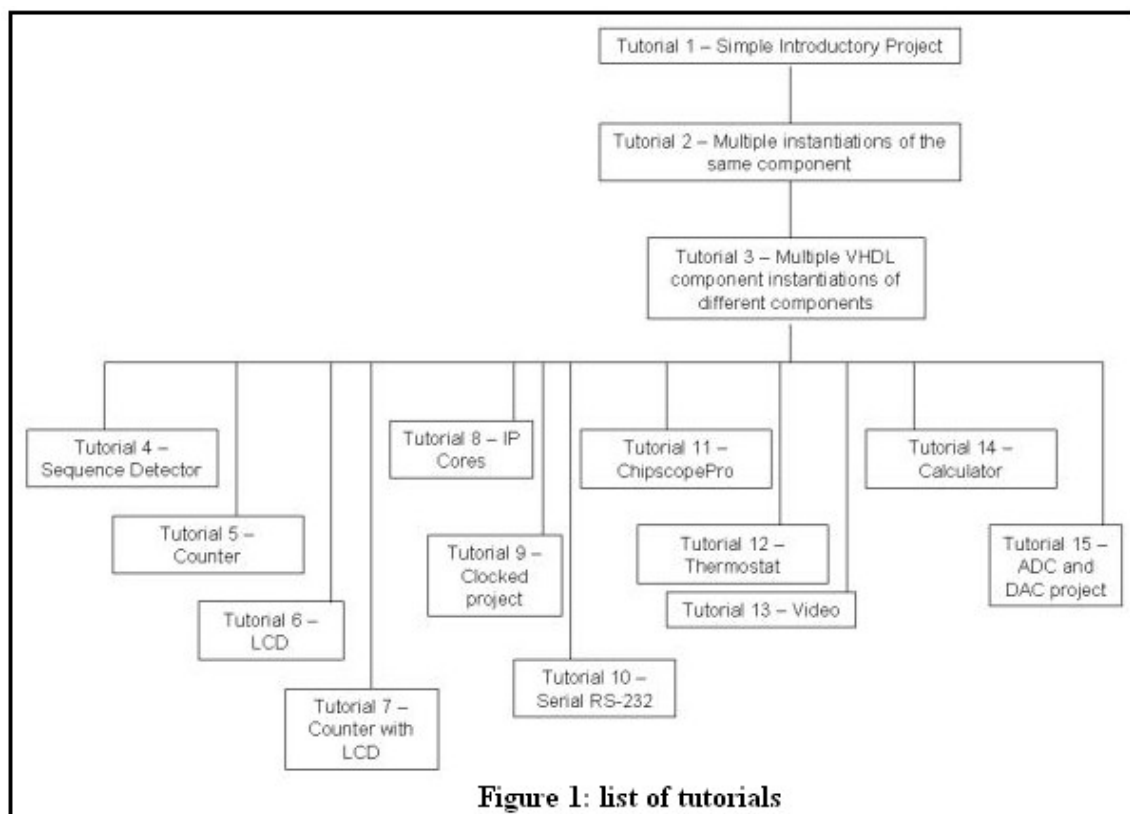 Tutorial 1 – Simple Introductory Project
Tutorial 2 – Multiple instantiations of the
same component
Tutorial 3 – Multiple VHDL
component instantiations of
different components
Tutorial 4 –
Sequence Detector
Tutorial 5 –
Counter
Tutorial 6 –
LCD
Tutorial 7 –
Counter with
LCD
Tutorial 8 – IP
Cores
Tutorial 9 –
Clocked
project
Tutorial 10 –
Serial RS-232
Tutorial 11 –
ChipscopePro
Tutorial 12 –
Thermostat
Tutorial 13 – Video
Tutorial 14 –
Calculator
Tutorial 15 –
ADC and
DAC project
Figure 1: list of tutorials